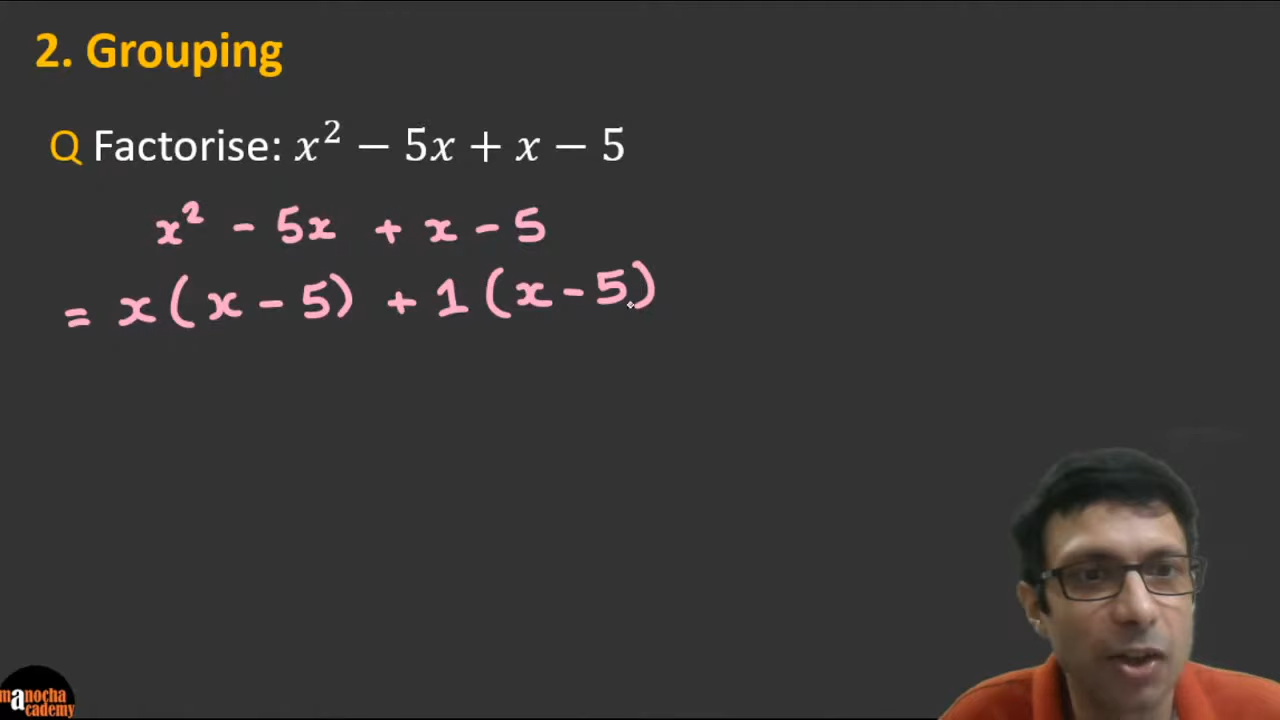 2. Grouping
Q Factorise: x² − 5x + x − 5
x² - 5x + x - 5
= x(x - 5) + 1(x - 5)
manocha
academy